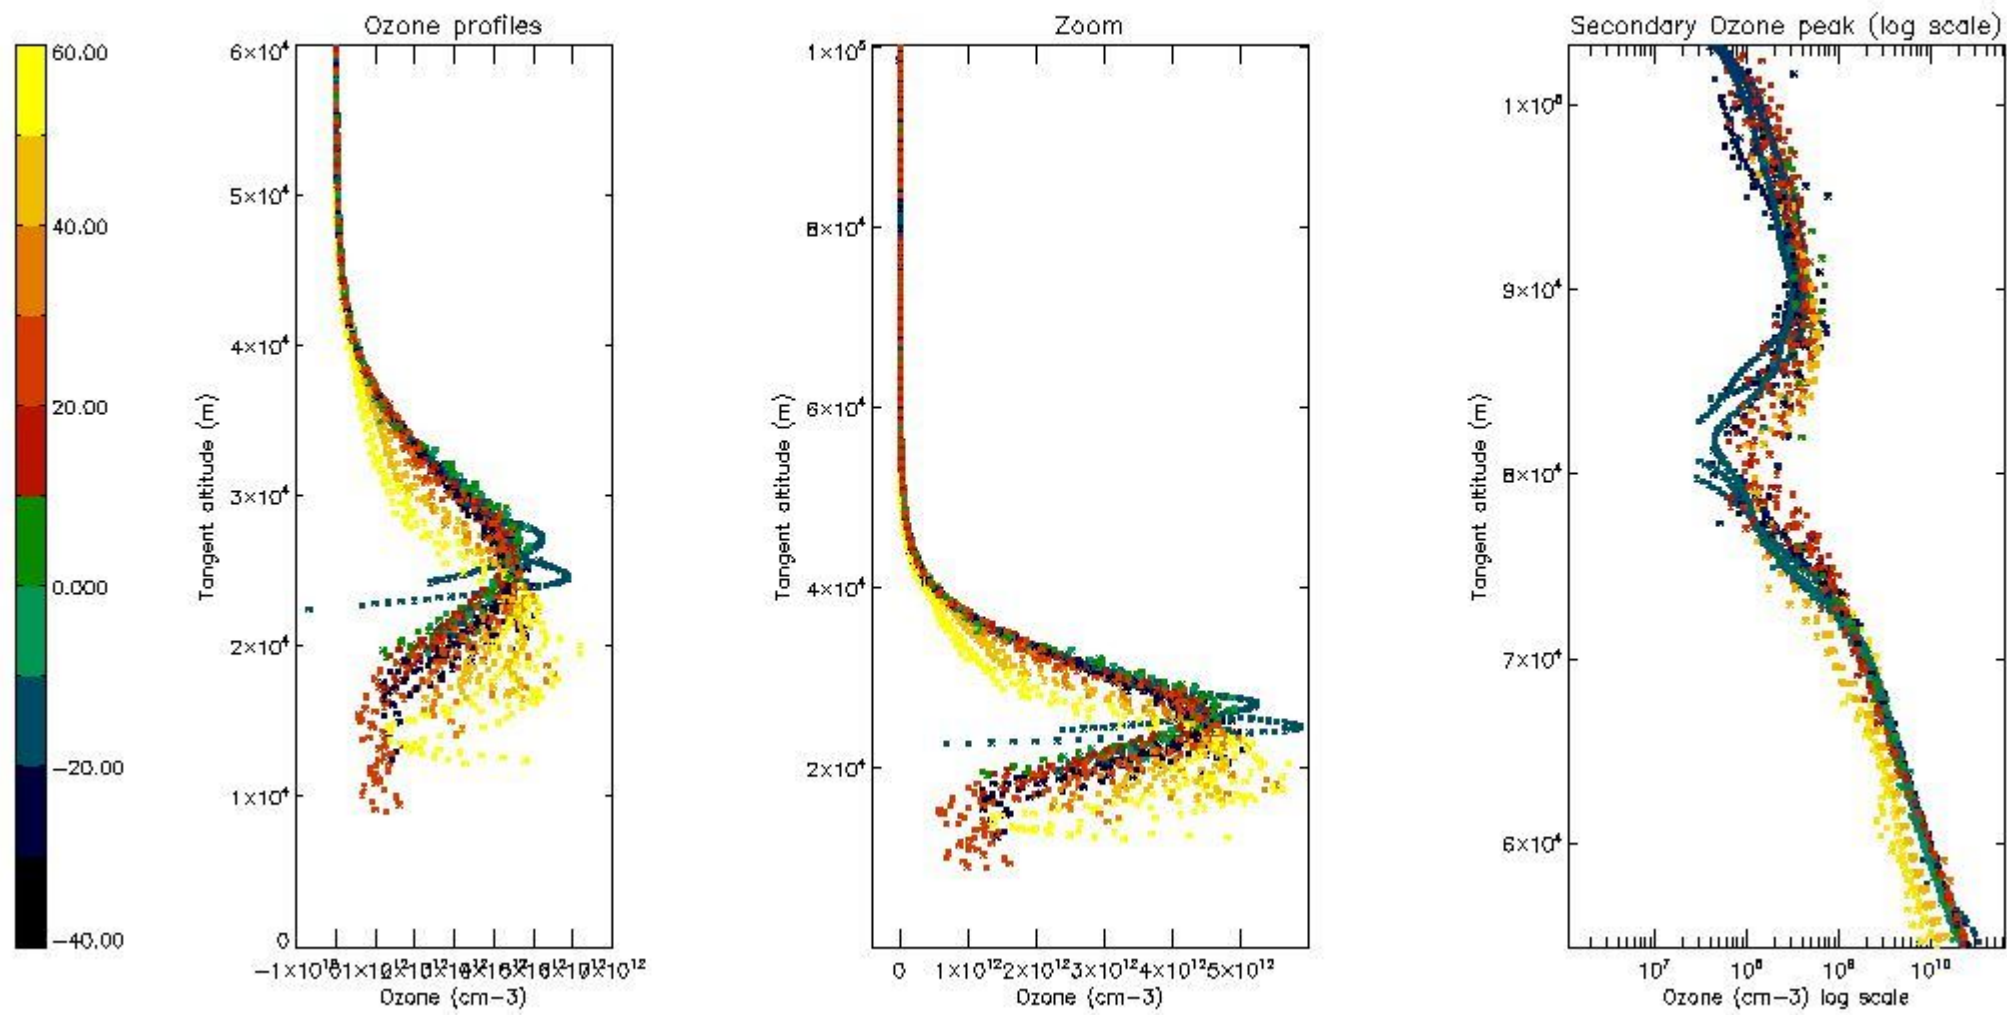 Ozone profiles
Zoom
Secondary Ozone peak (log scale)
60.00
40.00
20.00
0.000
-20.00
-40.00
6×10⁴
5×10⁴
4×10⁴
3×10⁴
2×10⁴
1×10⁴
0
Tangent altitude (m)
Ozone (cm-3)
1×10⁵
8×10⁴
6×10⁴
4×10⁴
2×10⁴
Tangent altitude (m)
0 1×10¹² 2×10¹² 3×10¹² 4×10¹² 5×10¹²
Ozone (cm-3)
9×10⁴
8×10⁴
7×10⁴
6×10⁴
Tangent altitude (m)
10⁷ 10⁸ 10⁹ 10¹⁰
Ozone (cm-3) log scale